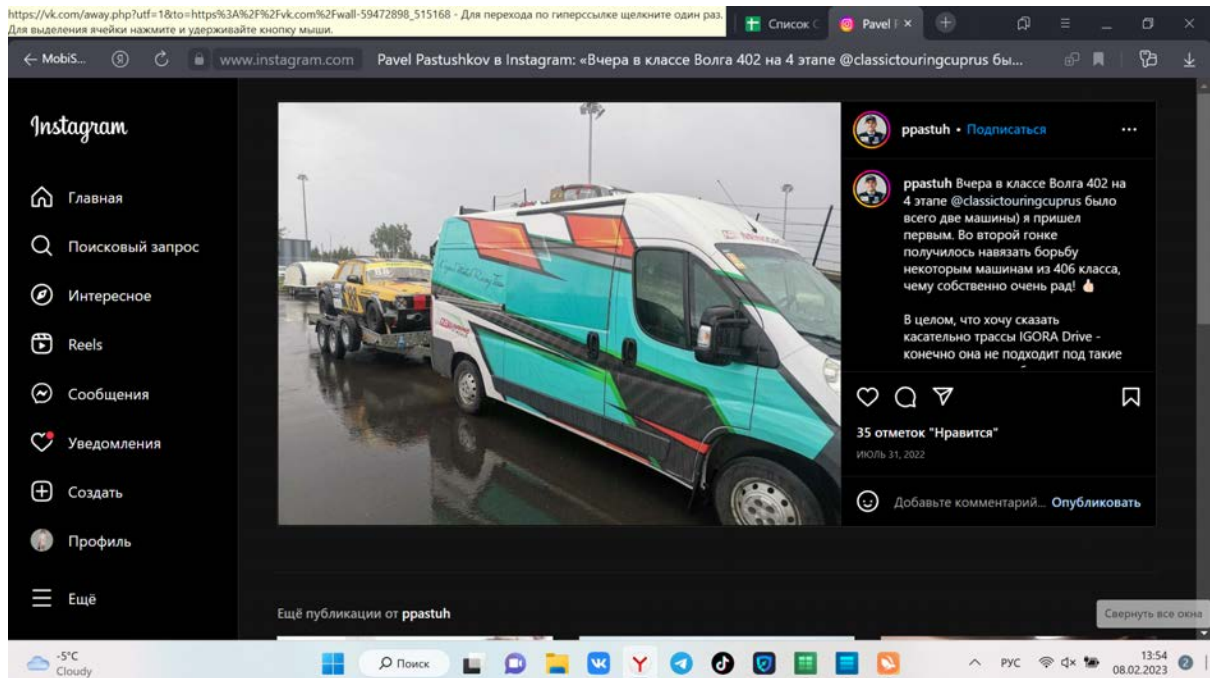 https://vk.com/away.php?utf=1&to=https%3A%2F%2Fvk.com%2Fwall-59472898_515168 - Для перехода по гиперссылке щелкните один раз.
Для выделения ячейки нажмите и удерживайте кнопку мыши.
Список С
Pavel
MobiS...
www.instagram.com
Pavel Pastushkov в Instagram: «Вчера в классе Волга 402 на 4 этапе @classictouringcuprus бы...
Instagram
Главная
Поисковый запрос
Интересное
Reels
Сообщения
Уведомления
Создать
Профиль
Ещё
ppastuh • Подписаться
ppastuh Вчера в классе Волга 402 на
4 этапе @classictouringcuprus было
всего две машины) я пришел
первым. Во второй гонке
получилось навязать борьбу
некоторым машинам из 406 класса,
чему собственно очень рад!
В целом, что хочу сказать
касательно трассы IGORA Drive -
конечно она не подходит под такие
35 отметок "Нравится"
ИЮЛЬ 31, 2022
Добавьте комментарий...
Опубликовать
Ещё публикации от ppastuh
Свернуть все окна
-5°C
Cloudy
Поиск
РУС
13:54
08.02.2023
2